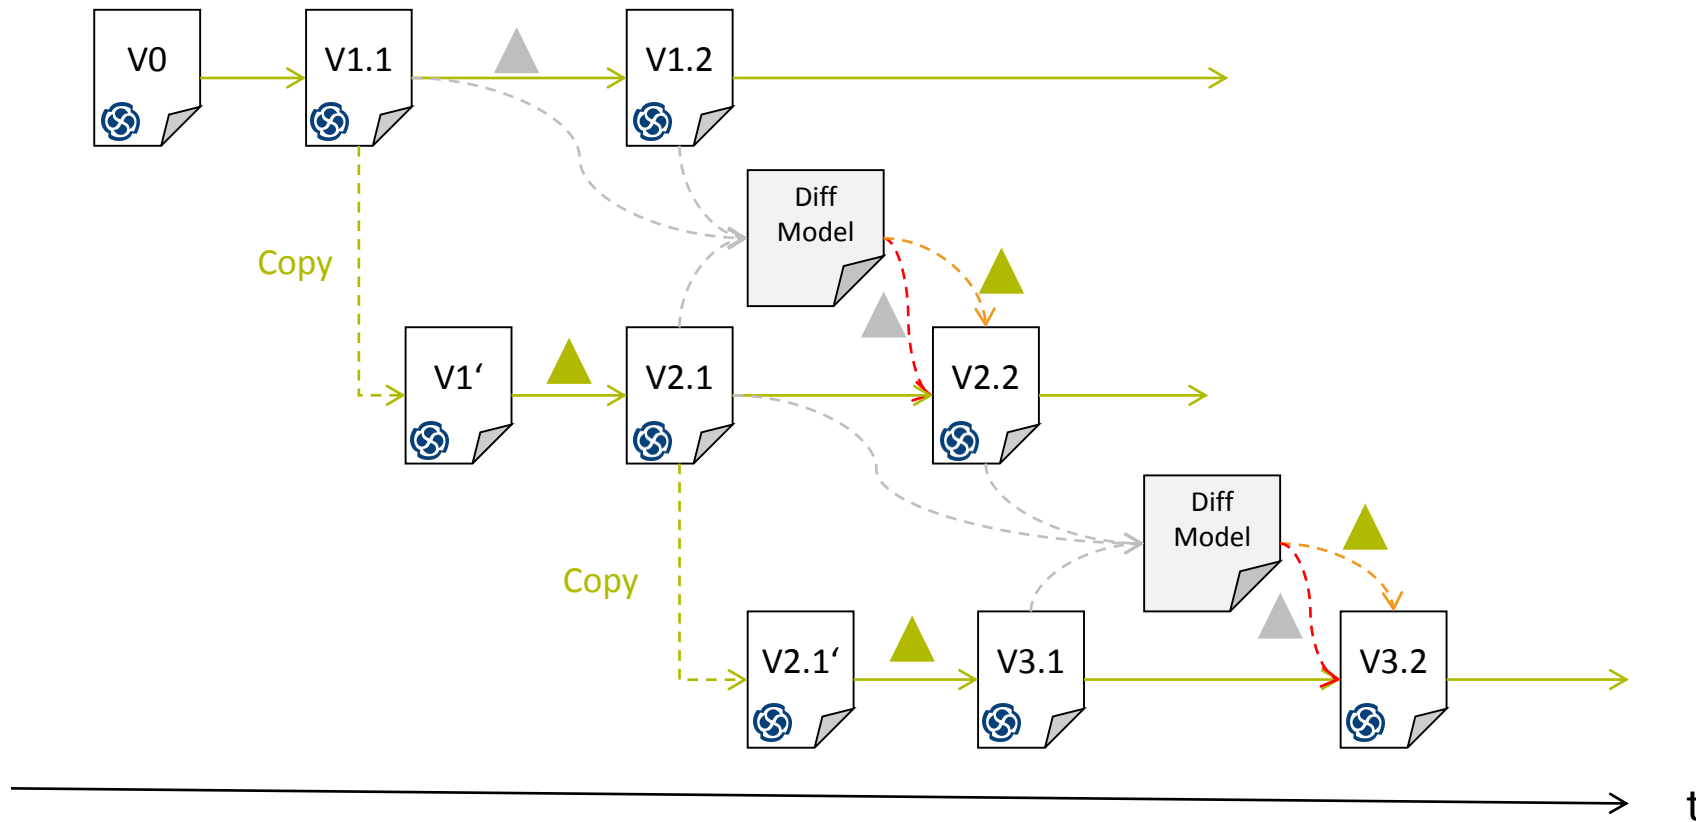 V0
V1.1
V1.2
Diff
Model
Copy
V1‘
V2.1
V2.2
Diff
Model
Copy
V2.1‘
V3.1
V3.2
t